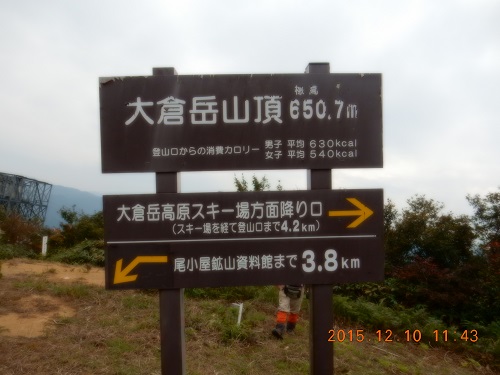 大倉岳山頂 標高 650.7m
登山口からの消費カロリー 男子 平均 630kcal
女子 平均 540kcal
大倉岳高原スキー場方面降り口
(スキー場を経て登山口まで4.2km)
尾小屋鉱山資料館まで 3.8km
2015.12.10 11.43